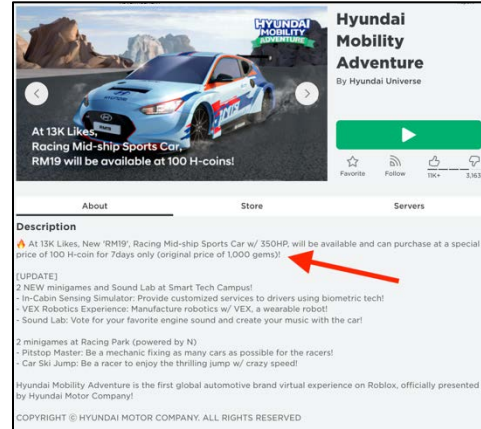 HYUNDAI
MOBILITY
ADVENTURE
At 13K Likes,
Racing Mid-ship Sports Car,
RM19 will be available at 100 H-coins!
Hyundai
Mobility
Adventure
By Hyundai Universe
Favorite Follow 11K+ 3,163
About Store Servers
Description
🔥 At 13K Likes, New 'RM19', Racing Mid-ship Sports Car w/ 350HP, will be available and can purchase at a special
price of 100 H-coin for 7days only (original price of 1,000 gems)!
[UPDATE]
2 NEW minigames and Sound Lab at Smart Tech Campus!
- In-Cabin Sensing Simulator: Provide customized services to drivers using biometric tech!
- VEX Robotics Experience: Manufacture robotics w/ VEX, a wearable robot!
- Sound Lab: Vote for your favorite engine sound and create your music with the car!
2 minigames at Racing Park (powered by N)
- Pitstop Master: Be a mechanic fixing as many cars as possible for the racers!
- Car Ski Jump: Be a racer to enjoy the thrilling jump w/ crazy speed!
Hyundai Mobility Adventure is the first global automotive brand virtual experience on Roblox, officially presented
by Hyundai Motor Company!
COPYRIGHT © HYUNDAI MOTOR COMPANY. ALL RIGHTS RESERVED